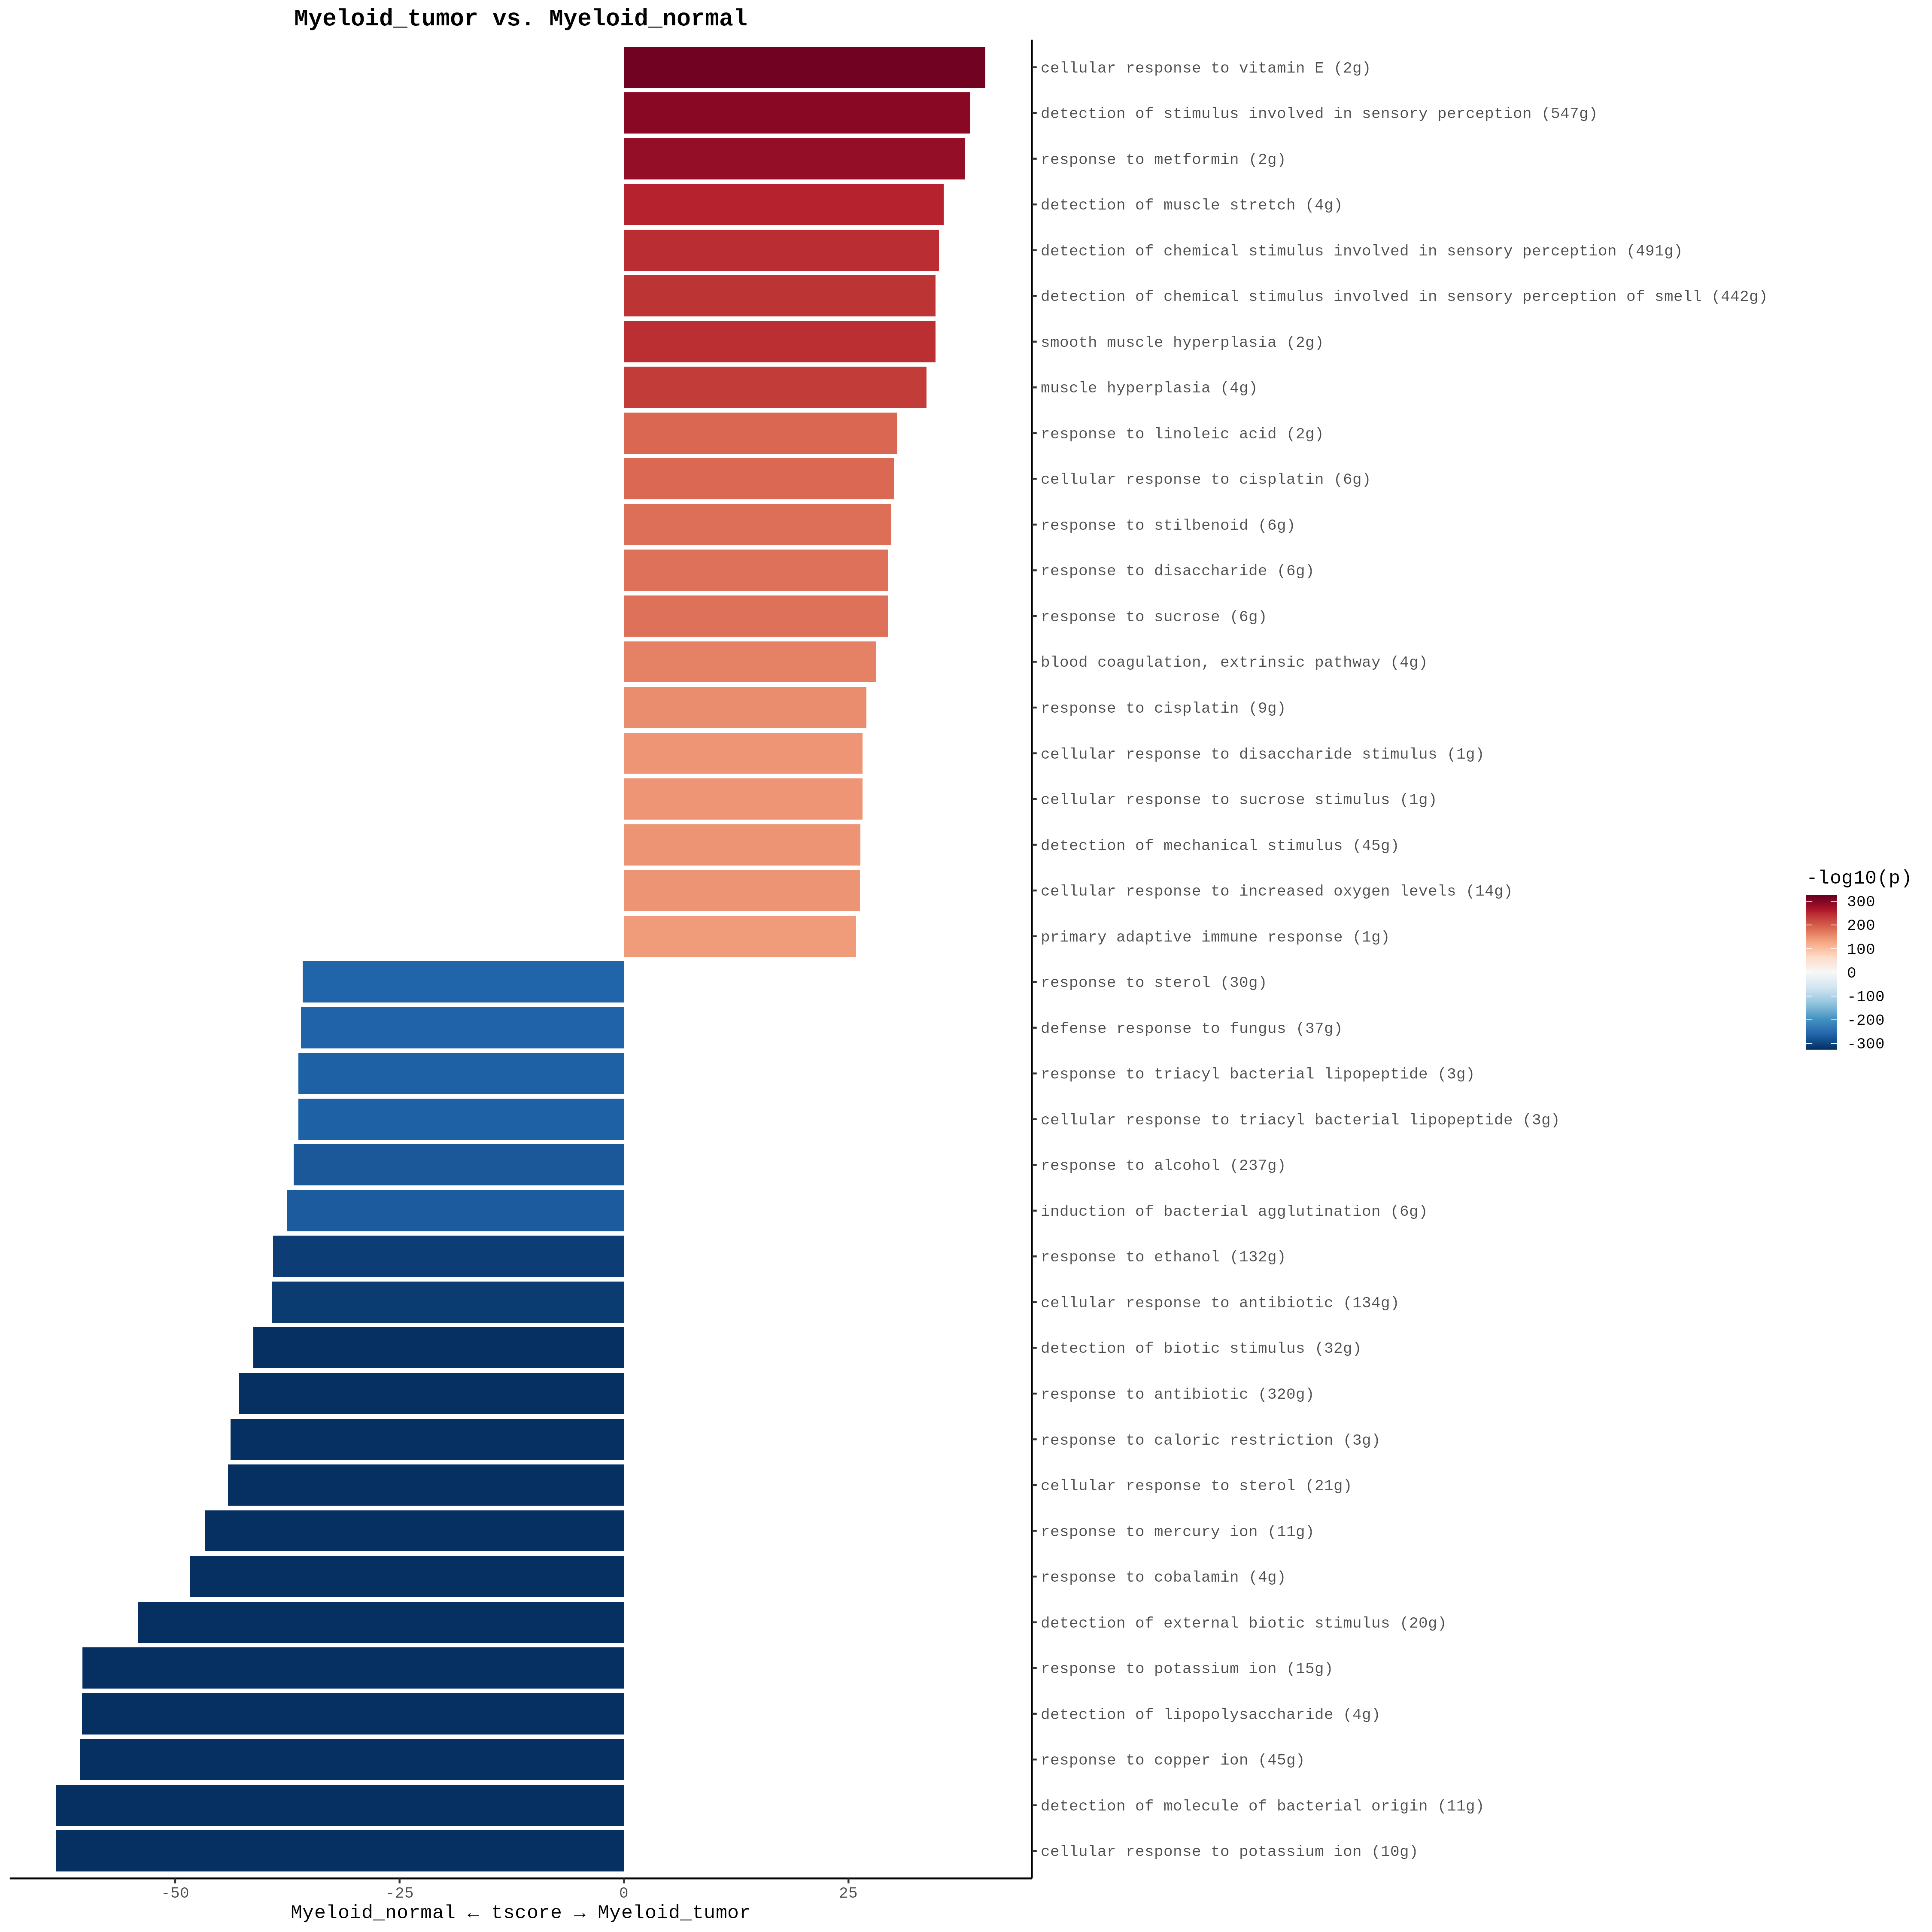 Myeloid_tumor vs. Myeloid_normal
cellular response to vitamin E (2g)
detection of stimulus involved in sensory perception (547g)
response to metformin (2g)
detection of muscle stretch (4g)
detection of chemical stimulus involved in sensory perception (491g)
detection of chemical stimulus involved in sensory perception of smell (442g)
smooth muscle hyperplasia (2g)
muscle hyperplasia (4g)
response to linoleic acid (2g)
cellular response to cisplatin (6g)
response to stilbenoid (6g)
response to disaccharide (6g)
response to sucrose (6g)
blood coagulation, extrinsic pathway (4g)
response to cisplatin (9g)
cellular response to disaccharide stimulus (1g)
cellular response to sucrose stimulus (1g)
detection of mechanical stimulus (45g)
cellular response to increased oxygen levels (14g)
primary adaptive immune response (1g)
response to sterol (30g)
defense response to fungus (37g)
response to triacyl bacterial lipopeptide (3g)
cellular response to triacyl bacterial lipopeptide (3g)
response to alcohol (237g)
induction of bacterial agglutination (6g)
response to ethanol (132g)
cellular response to antibiotic (134g)
detection of biotic stimulus (32g)
response to antibiotic (320g)
response to caloric restriction (3g)
cellular response to sterol (21g)
response to mercury ion (11g)
response to cobalamin (4g)
detection of external biotic stimulus (20g)
response to potassium ion (15g)
detection of lipopolysaccharide (4g)
response to copper ion (45g)
detection of molecule of bacterial origin (11g)
cellular response to potassium ion (10g)
-50 -25 0 25
Myeloid_normal ← tscore → Myeloid_tumor
-log10(p)
300
200
100
0
-100
-200
-300